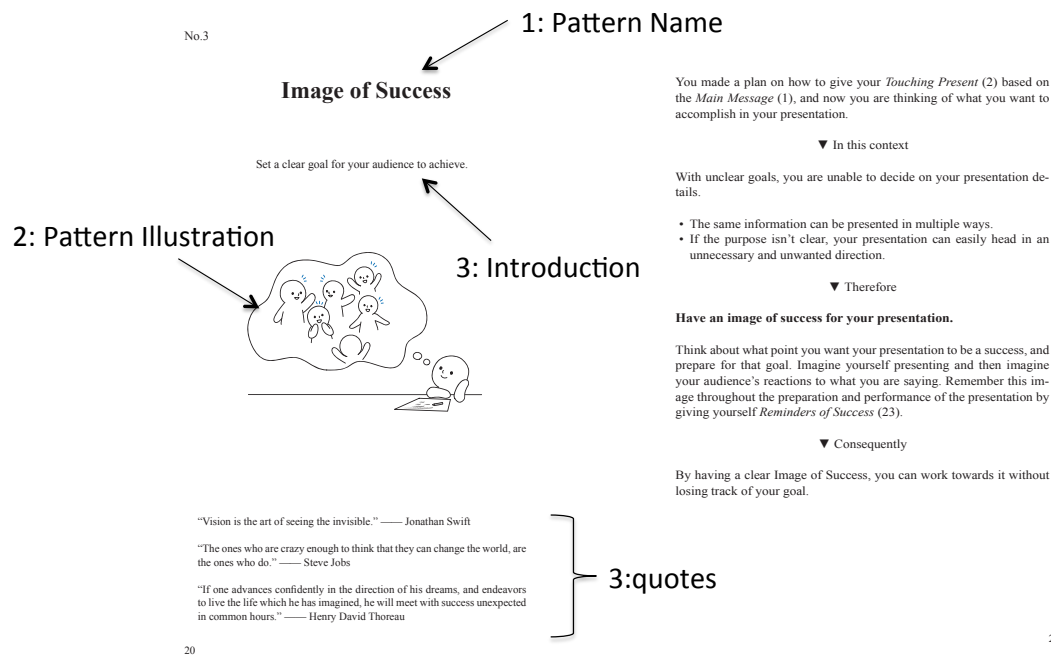 1: Pattern Name
No.3
Image of Success
Set a clear goal for your audience to achieve.
2: Pattern Illustration
3: Introduction
“Vision is the art of seeing the invisible.” —— Jonathan Swift
“The ones who are crazy enough to think that they can change the world, are
the ones who do.” —— Steve Jobs
“If one advances confidently in the direction of his dreams, and endeavors
to live the life which he has imagined, he will meet with success unexpected
in common hours.” —— Henry David Thoreau
3:quotes
20
You made a plan on how to give your Touching Present (2) based on
the Main Message (1), and now you are thinking of what you want to
accomplish in your presentation.
▼ In this context
With unclear goals, you are unable to decide on your presentation de-
tails.
• The same information can be presented in multiple ways.
• If the purpose isn’t clear, your presentation can easily head in an
unnecessary and unwanted direction.
▼ Therefore
Have an image of success for your presentation.
Think about what point you want your presentation to be a success, and
prepare for that goal. Imagine yourself presenting and then imagine
your audience’s reactions to what you are saying. Remember this im-
age throughout the preparation and performance of the presentation by
giving yourself Reminders of Success (23).
▼ Consequently
By having a clear Image of Success, you can work towards it without
losing track of your goal.